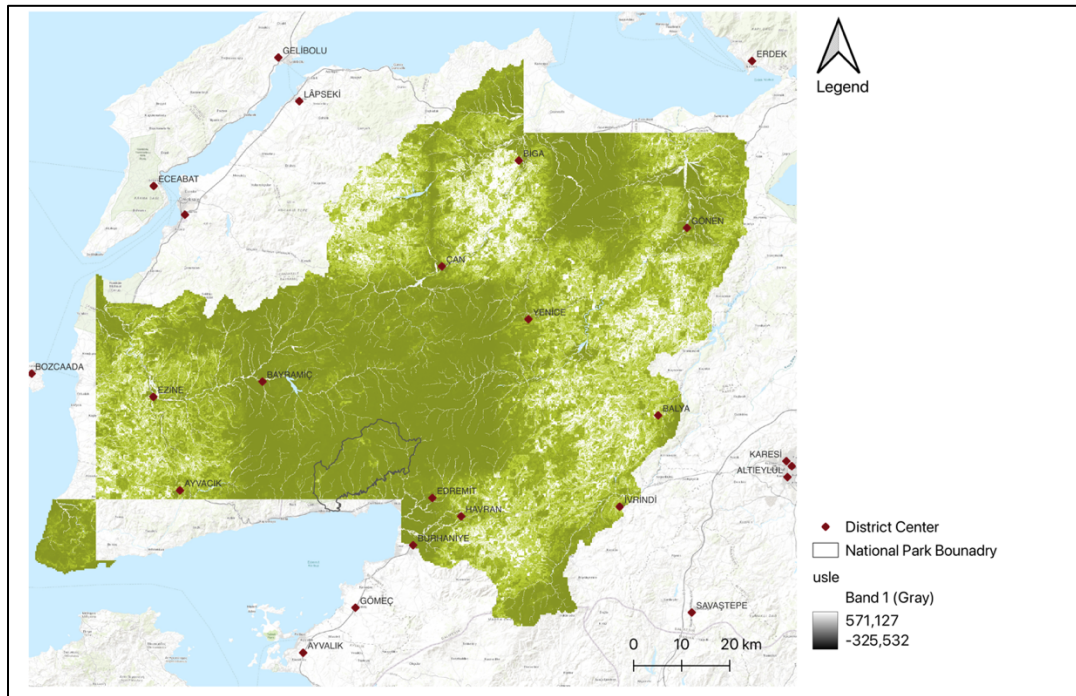 GELİBOLU
ERDEK
Legend
LÂPSEKİ
BİGA
ECEABAT
GÖNEN
ÇAN
YENİCE
BOZCAADA
BAYRAMİÇ
EZİNE
BALYA
KARESİ
ALTIEYLÜL
AYVACIK
EDREMİT
İVRİNDİ
HAVRAN
District Center
BURHANİYE
National Park Bounadry
usle
Band 1 (Gray)
GÖMEÇ
SAVAŞTEPE
571,127
-325,532
0 10 20 km
AYVALIK